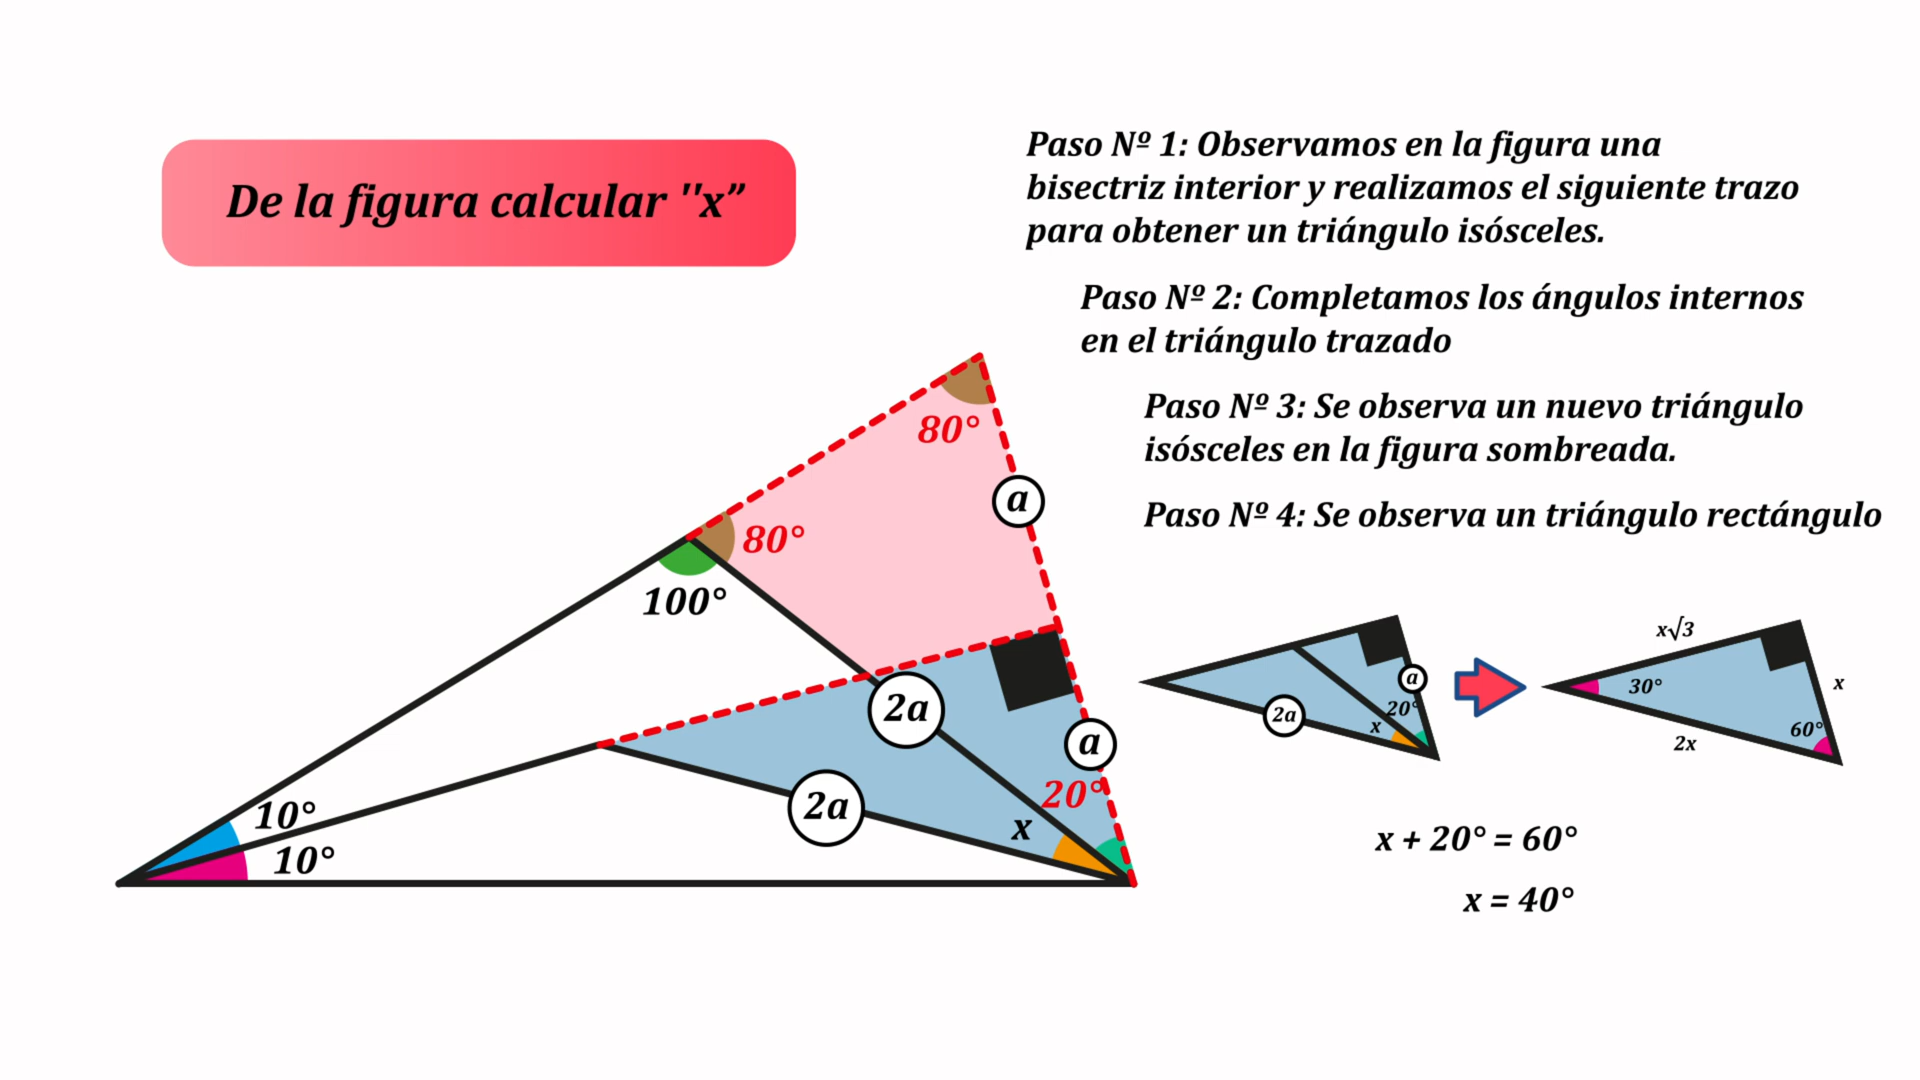 De la figura calcular "x”
Paso Nº 1: Observamos en la figura una
bisectriz interior y realizamos el siguiente trazo
para obtener un triángulo isósceles.
Paso Nº 2: Completamos los ángulos internos
en el triángulo trazado
Paso Nº 3: Se observa un nuevo triángulo
isósceles en la figura sombreada.
Paso Nº 4: Se observa un triángulo rectángulo
80°
a
80°
100°
2a
a
20°
2a
x
10°
10°
a
20°
x
2a
x√3
30°
x
60°
2x
x + 20° = 60°
x = 40°